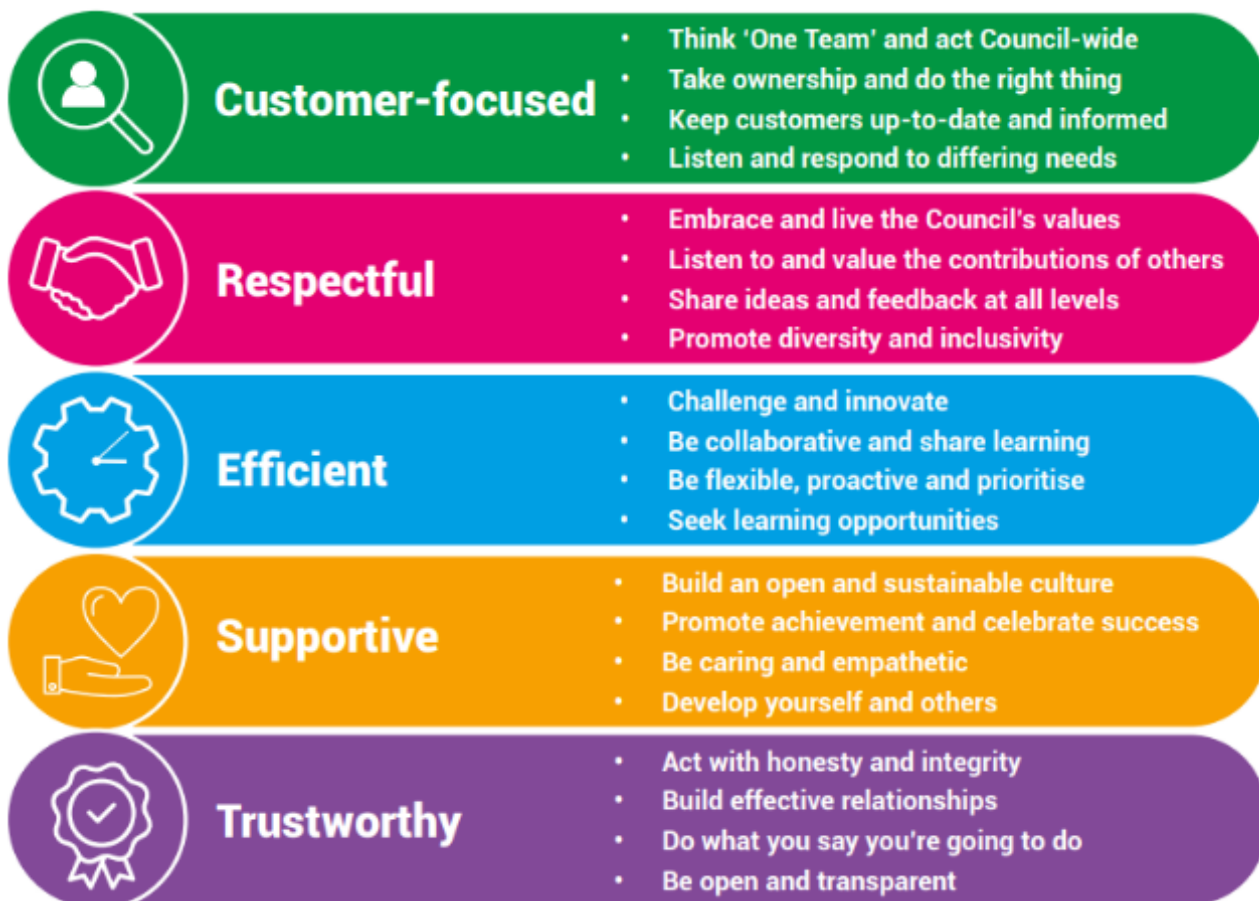 Customer-focused
• Think ‘One Team’ and act Council-wide
• Take ownership and do the right thing
• Keep customers up-to-date and informed
• Listen and respond to differing needs
Respectful
• Embrace and live the Council’s values
• Listen to and value the contributions of others
• Share ideas and feedback at all levels
• Promote diversity and inclusivity
Efficient
• Challenge and innovate
• Be collaborative and share learning
• Be flexible, proactive and prioritise
• Seek learning opportunities
Supportive
• Build an open and sustainable culture
• Promote achievement and celebrate success
• Be caring and empathetic
• Develop yourself and others
Trustworthy
• Act with honesty and integrity
• Build effective relationships
• Do what you say you’re going to do
• Be open and transparent